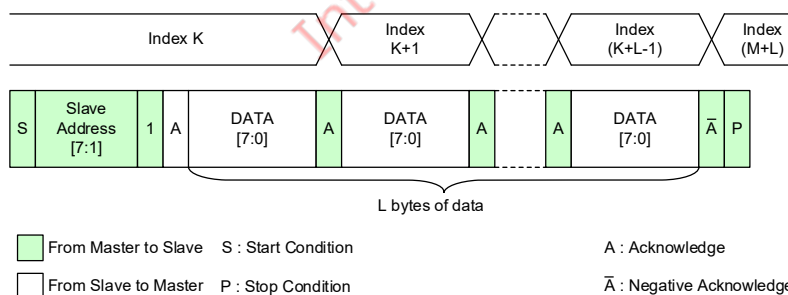 Index K
Index
K+1
Index
(K+L-1)
Index
(M+L)
S
Slave
Address
[7:1]
1
A
DATA
[7:0]
A
DATA
[7:0]
A
A
DATA
[7:0]
A̅
P
L bytes of data
From Master to Slave S : Start Condition A : Acknowledge
From Slave to Master P : Stop Condition A̅ : Negative Acknowledge